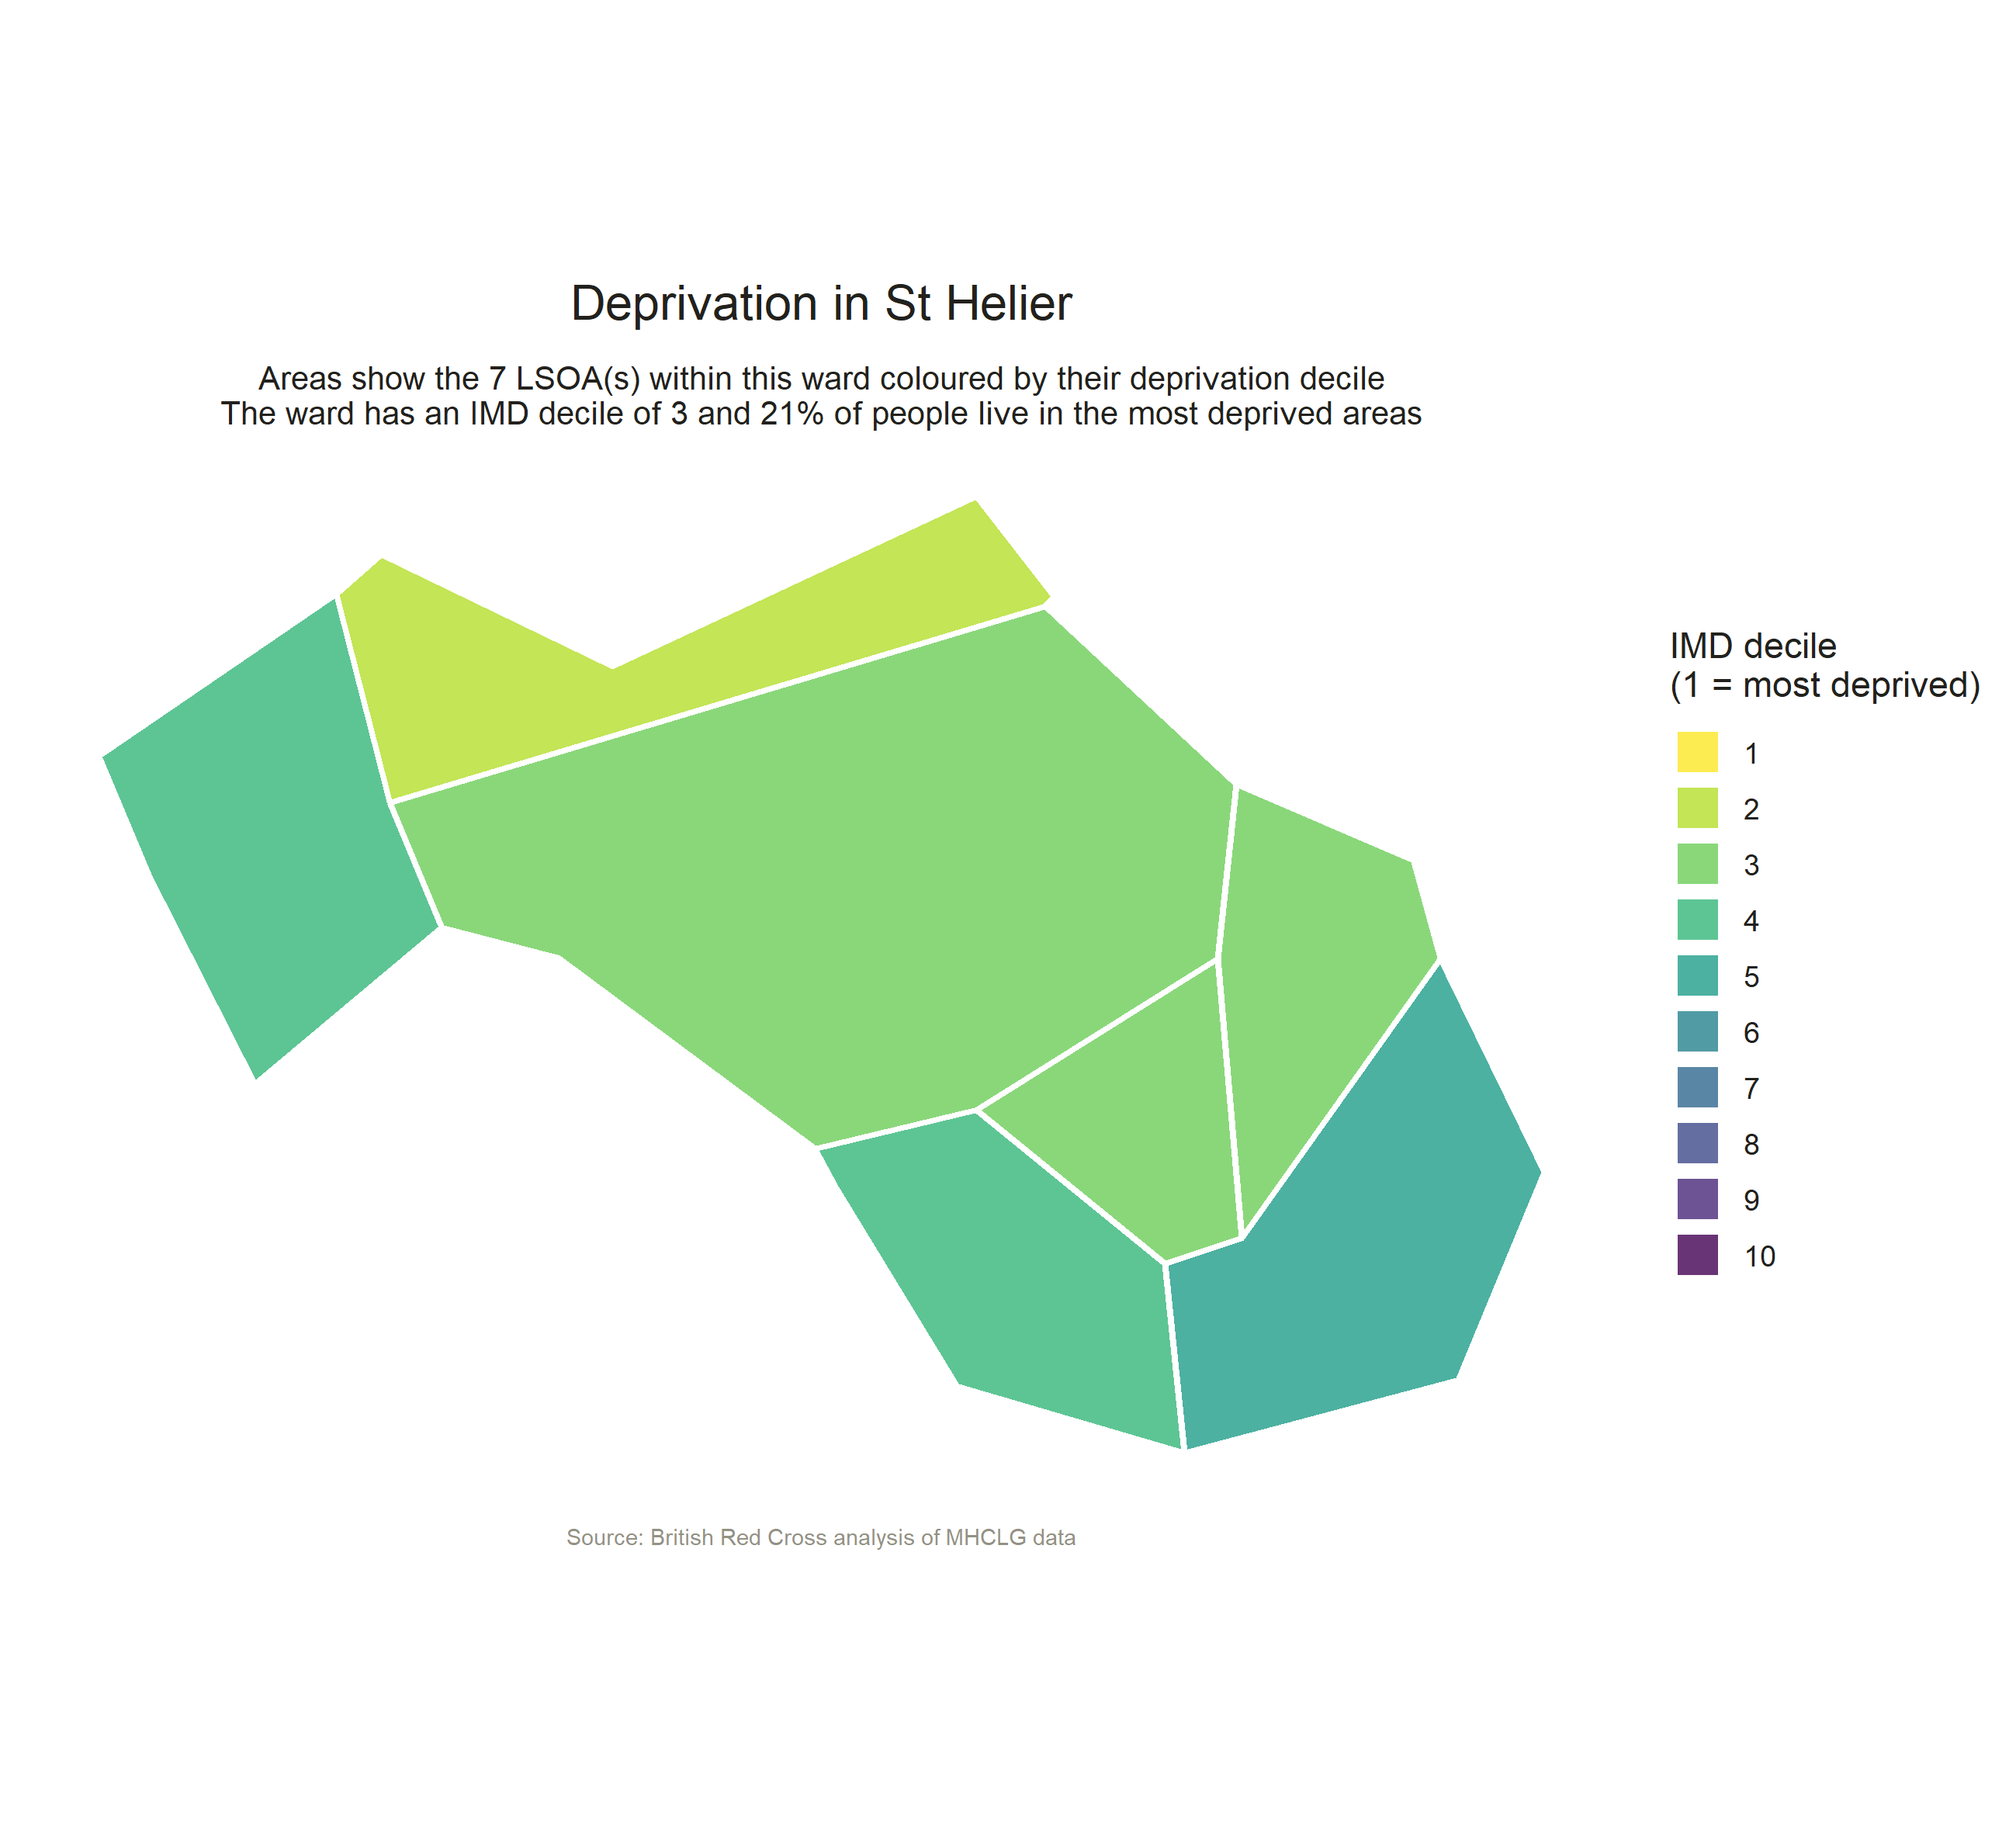 Deprivation in St Helier
Areas show the 7 LSOA(s) within this ward coloured by their deprivation decile
The ward has an IMD decile of 3 and 21% of people live in the most deprived areas
IMD decile
(1 = most deprived)
1
2
3
4
5
6
7
8
9
10
Source: British Red Cross analysis of MHCLG data